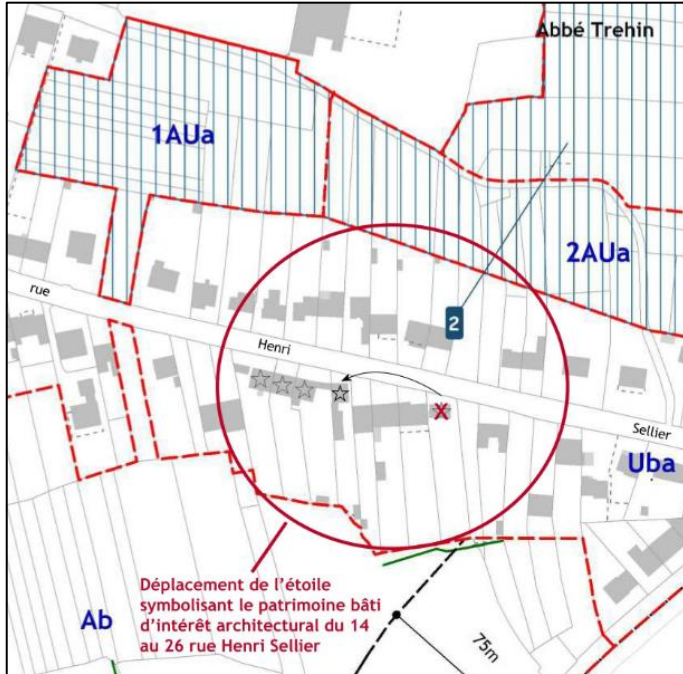 Abbé Trehin
1AUa
2AUa
2
rue
Henri
X
Sellier
Uba
Déplacement de l'étoile
symbolisant le patrimoine bâti
d'intérêt architectural du 14
au 26 rue Henri Sellier
Ab
75m